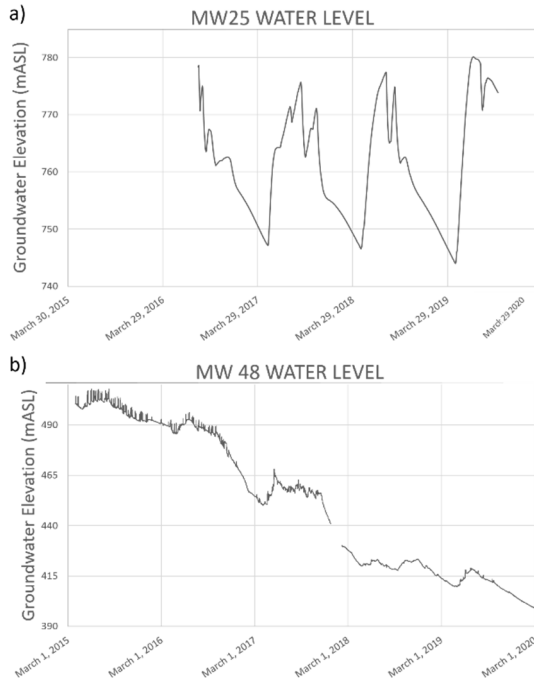 a)
MW25 WATER LEVEL
Groundwater Elevation (mASL)
780
770
760
750
740
March 30, 2015
March 29, 2016
March 29, 2017
March 29, 2018
March 29, 2019
March 29 2020
b)
MW 48 WATER LEVEL
Groundwater Elevation (mASL)
490
465
440
415
390
March 1, 2015
March 1, 2016
March 1, 2017
March 1, 2018
March 1, 2019
March 1, 2020